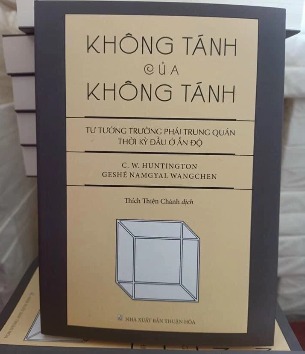 KHÔNG TÁNH
CỦA
KHÔNG TÁNH
TƯ TƯỞNG TRƯỜNG PHÁI TRUNG QUÁN
THỜI KỲ ĐẦU Ở ẤN ĐỘ
C. W. HUNTINGTON
GESHÉ NAMGYAL WANGCHEN
Thích Thiện Chánh dịch
NHÀ XUẤT BẢN THUẬN HÓA